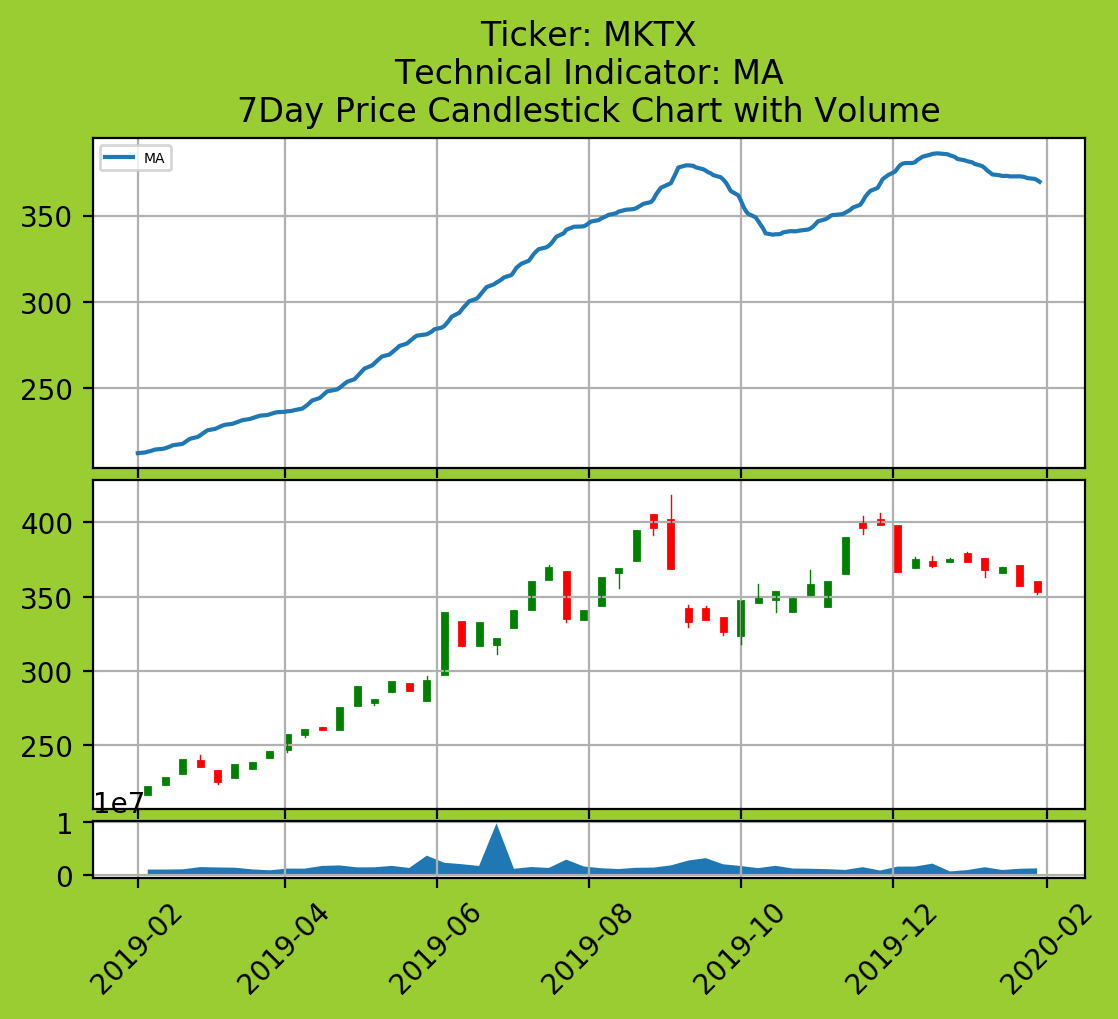 Ticker: MKTX
Technical Indicator: MA
7Day Price Candlestick Chart with Volume
MA
350
300
250
400
350
300
250
1e7
1
0
2019-02 2019-04 2019-06 2019-08 2019-10 2019-12 2020-02